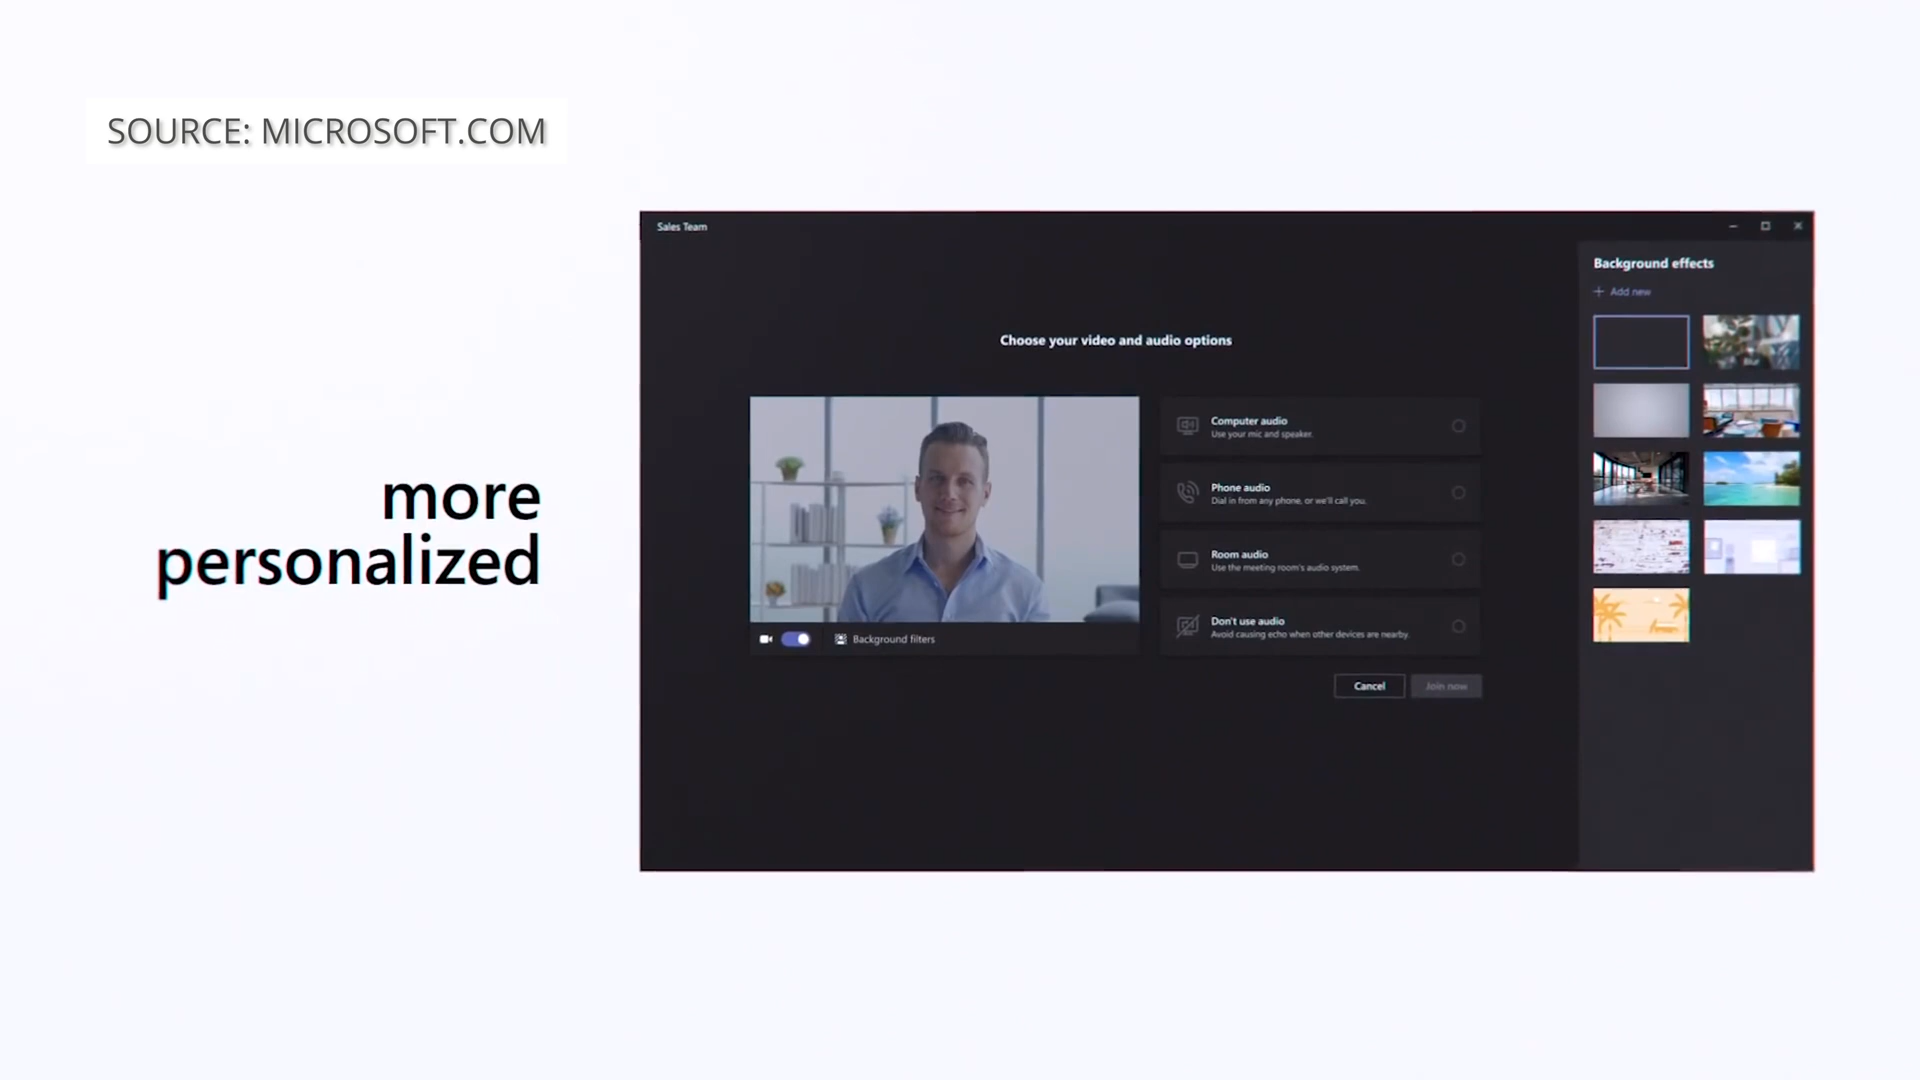 SOURCE: MICROSOFT.COM
more
personalized
Sales Team
Choose your video and audio options
Computer audio
Use your mic and speaker.
Phone audio
Dial in from any phone, or we'll call you.
Room audio
Use the meeting room's audio system.
Don't use audio
Avoid causing echo when other devices are nearby.
Background filters
Cancel
Join now
Background effects
+ Add new
Blur